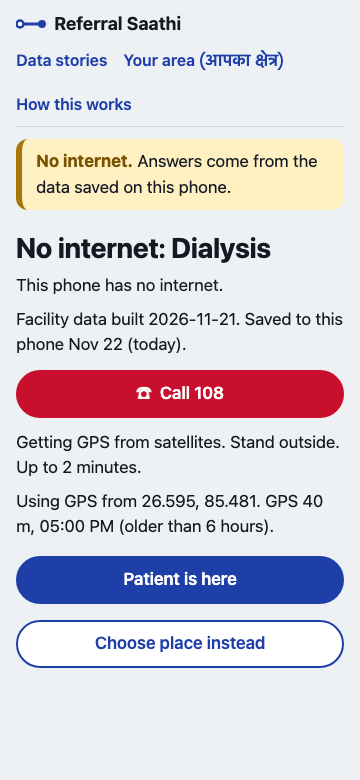 Referral Saathi
Data stories Your area (आपका क्षेत्र)
How this works
No internet. Answers come from the
data saved on this phone.
No internet: Dialysis
This phone has no internet.
Facility data built 2026-11-21. Saved to this
phone Nov 22 (today).
☎ Call 108
Getting GPS from satellites. Stand outside.
Up to 2 minutes.
Using GPS from 26.595, 85.481. GPS 40
m, 05:00 PM (older than 6 hours).
Patient is here
Choose place instead